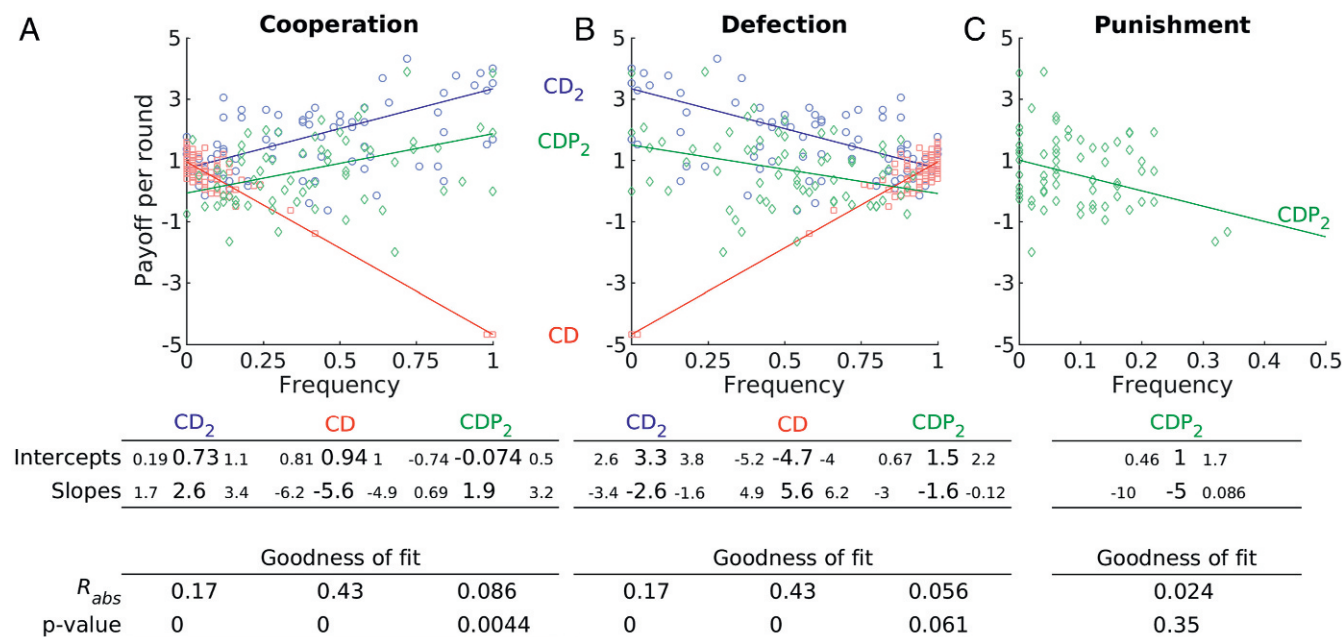 A Cooperation B Defection C Punishment
5 5 5
3 3 3
1 1 1
-1 -1 -1
-3 -3 -3
-5 -5 -5
Payoff per round
CD2
CDP2
CD
CDP2
0 0.25 0.5 0.75 1 0 0.25 0.5 0.75 1 0 0.1 0.2 0.3 0.4 0.5
Frequency Frequency Frequency
CD2 CD CDP2 CD2 CD CDP2 CDP2
Intercepts 0.19 0.73 1.1 0.81 0.94 1 -0.74 -0.074 0.5 2.6 3.3 3.8 -5.2 -4.7 -4 0.67 1.5 2.2 0.46 1 1.7
Slopes 1.7 2.6 3.4 -6.2 -5.6 -4.9 0.69 1.9 3.2 -3.4 -2.6 -1.6 4.9 5.6 6.2 -3 -1.6 -0.12 -10 -5 0.086
Goodness of fit Goodness of fit Goodness of fit
Rabs 0.17 0.43 0.086 0.17 0.43 0.056 0.024
p-value 0 0 0.0044 0 0 0.061 0.35